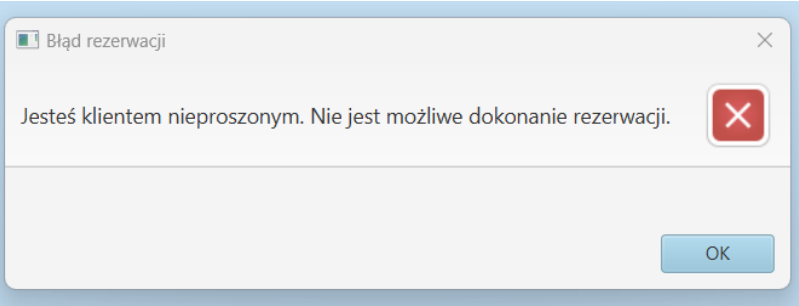 Błąd rezerwacji
Jesteś klientem nieproszonym. Nie jest możliwe dokonanie rezerwacji.
OK